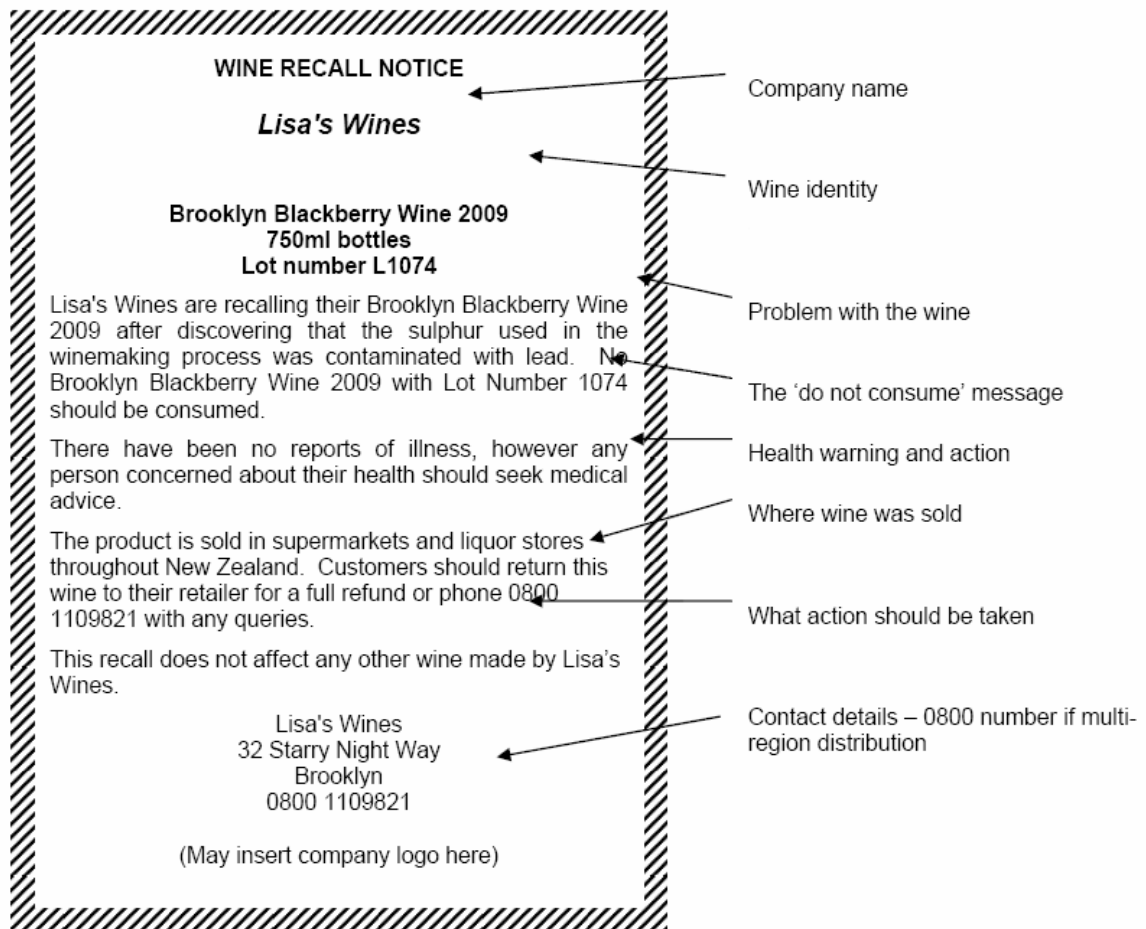 WINE RECALL NOTICE
Lisa's Wines
Brooklyn Blackberry Wine 2009
750ml bottles
Lot number L1074
Lisa's Wines are recalling their Brooklyn Blackberry Wine
2009 after discovering that the sulphur used in the
winemaking process was contaminated with lead. No
Brooklyn Blackberry Wine 2009 with Lot Number 1074
should be consumed.
There have been no reports of illness, however any
person concerned about their health should seek medical
advice.
The product is sold in supermarkets and liquor stores
throughout New Zealand. Customers should return this
wine to their retailer for a full refund or phone 0800
1109821 with any queries.
This recall does not affect any other wine made by Lisa's
Wines.
Lisa's Wines
32 Starry Night Way
Brooklyn
0800 1109821
(May insert company logo here)
Company name
Wine identity
Problem with the wine
The 'do not consume' message
Health warning and action
Where wine was sold
What action should be taken
Contact details – 0800 number if multi-
region distribution